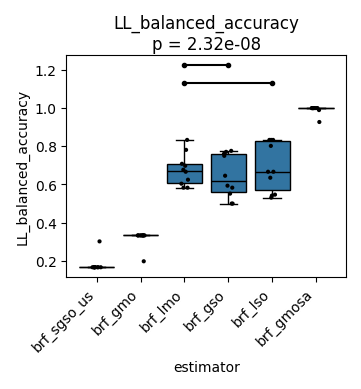 LL_balanced_accuracy
p = 2.32e-08
LL_balanced_accuracy
1.2
1.0
0.8
0.6
0.4
0.2
brf_sgso_us
brf_gmo
brf_lmo
brf_gso
brf_lso
brf_gmosa
estimator